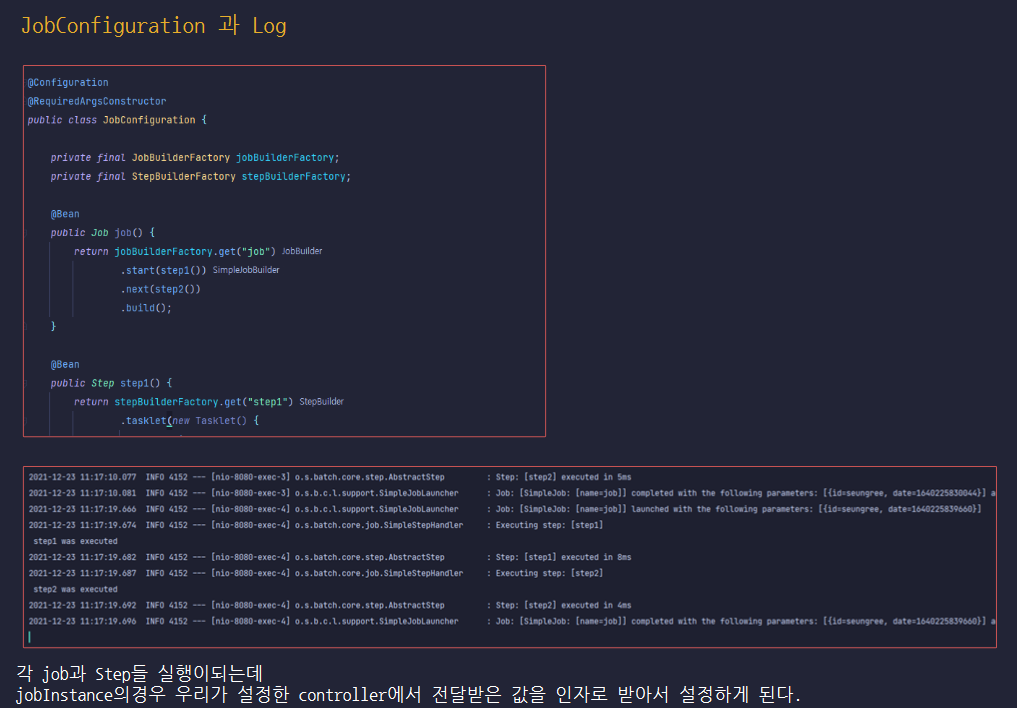 JobConfiguration 과 Log
@Configuration
@RequiredArgsConstructor
public class JobConfiguration {
private final JobBuilderFactory jobBuilderFactory;
private final StepBuilderFactory stepBuilderFactory;
@Bean
public Job job() {
return jobBuilderFactory.get("job") JobBuilder
.start(step1()) SimpleJobBuilder
.next(step2())
.build();
}
@Bean
public Step step1() {
return stepBuilderFactory.get("step1") StepBuilder
.tasklet(new Tasklet() {
2021-12-23 11:17:10.077 INFO 4152 --- [nio-8080-exec-3] o.s.batch.core.step.AbstractStep : Step: [step2] executed in 5ms
2021-12-23 11:17:10.081 INFO 4152 --- [nio-8080-exec-3] o.s.b.c.l.support.SimpleJobLauncher : Job: [SimpleJob: [name=job]] completed with the following parameters: [{id=seungree, date=1640225830044}] a
2021-12-23 11:17:19.666 INFO 4152 --- [nio-8080-exec-4] o.s.b.c.l.support.SimpleJobLauncher : Job: [SimpleJob: [name=job]] launched with the following parameters: [{id=seungree, date=1640225839660}]
2021-12-23 11:17:19.674 INFO 4152 --- [nio-8080-exec-4] o.s.batch.core.job.SimpleStepHandler : Executing step: [step1]
step1 was executed
2021-12-23 11:17:19.682 INFO 4152 --- [nio-8080-exec-4] o.s.batch.core.step.AbstractStep : Step: [step1] executed in 8ms
2021-12-23 11:17:19.687 INFO 4152 --- [nio-8080-exec-4] o.s.batch.core.job.SimpleStepHandler : Executing step: [step2]
step2 was executed
2021-12-23 11:17:19.692 INFO 4152 --- [nio-8080-exec-4] o.s.batch.core.step.AbstractStep : Step: [step2] executed in 4ms
2021-12-23 11:17:19.696 INFO 4152 --- [nio-8080-exec-4] o.s.b.c.l.support.SimpleJobLauncher : Job: [SimpleJob: [name=job]] completed with the following parameters: [{id=seungree, date=1640225839660}] a
각 job과 Step들 실행이되는데
jobInstance의경우 우리가 설정한 controller에서 전달받은 값을 인자로 받아서 설정하게 된다.